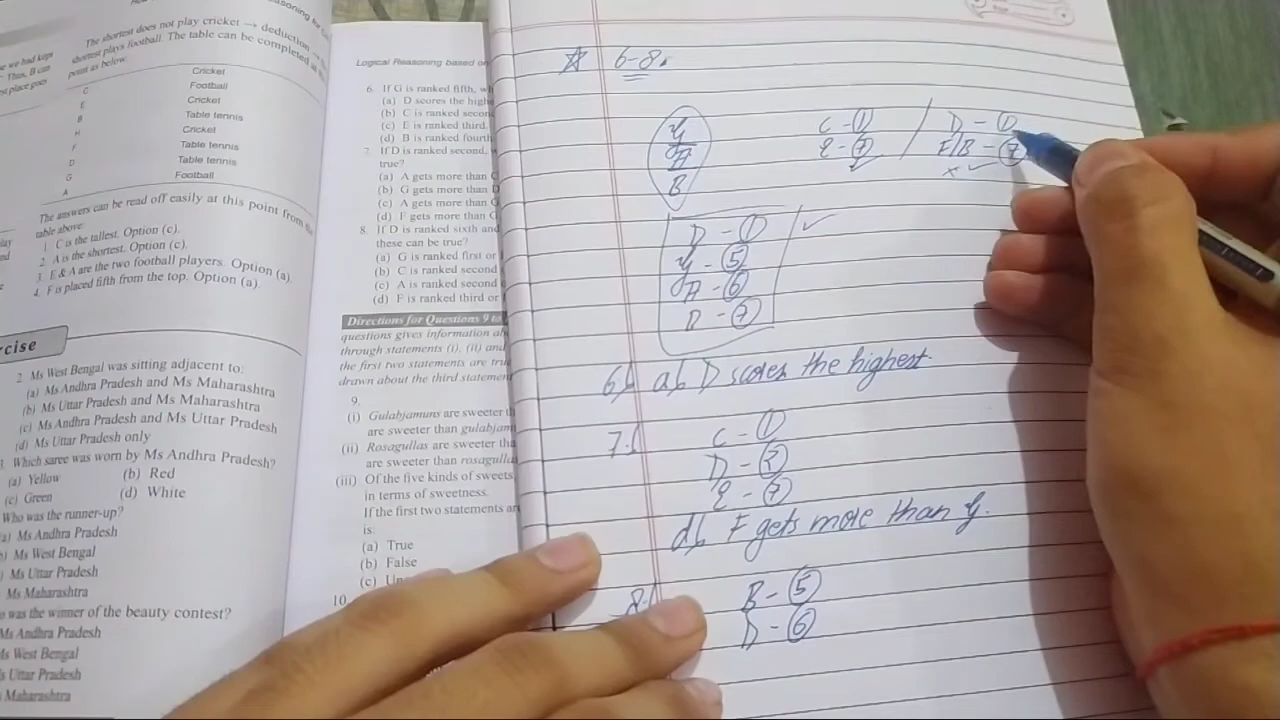 The shortest does not play cricket → deduction
shortest plays football. The table can be completed at
point as below.
C Cricket
E Football
B Cricket
H Table tennis
F Cricket
D Table tennis
G Table tennis
A Football
The answers can be read off easily at this point from
table above:
1. C is the tallest. Option (c).
2. A is the shortest. Option (c).
3. E & A are the two football players. Option (a).
4. F is placed fifth from the top. Option (a).
2. Ms West Bengal was sitting adjacent to:
(a) Ms Andhra Pradesh and Ms Maharashtra
(b) Ms Uttar Pradesh and Ms Maharashtra
(c) Ms Andhra Pradesh and Ms Uttar Pradesh
(d) Ms Uttar Pradesh only
Which saree was worn by Ms Andhra Pradesh?
(a) Yellow (b) Red
(c) Green (d) White
Who was the runner-up?
Ms Andhra Pradesh
Ms West Bengal
Ms Uttar Pradesh
Ms Maharashtra
was the winner of the beauty contest?
Ms Andhra Pradesh
Ms West Bengal
Uttar Pradesh
Maharashtra
Logical Reasoning based on
6. If G is ranked fifth,
(a) D scores the
(b) C is ranked
(c) E is ranked third.
(d) B is ranked fourth
7. If D is ranked second,
true?
(a) A gets more than
(b) G gets more than
(c) A gets more than
(d) F gets more than
8. If D is ranked sixth and
these can be true?
(a) G is ranked first or
(b) C is ranked second
(c) A is ranked second
(d) F is ranked third or
Directions for Questions 9 to
questions gives information
through statements (i), (ii) and
the first two statements are
drawn about the third
9.
(i) Gulabjamuns are sweeter
are sweeter than
(ii) Rasagullas are sweeter
are sweeter than
(iii) Of the five kinds of sweets,
in terms of sweetness.
If the first two statements
is:
(a) True
(b) False
(c)
10.
6-8.
G
A
B
C - 1 / D - 1
E - 7 / F/B - 7
D - 1
G - 5
A - 6
B - 7
6.( a( D scores the highest.
7.( C - 1
D - 2
E - 7
d( F gets more than G.
8.( B - 5
D - 6